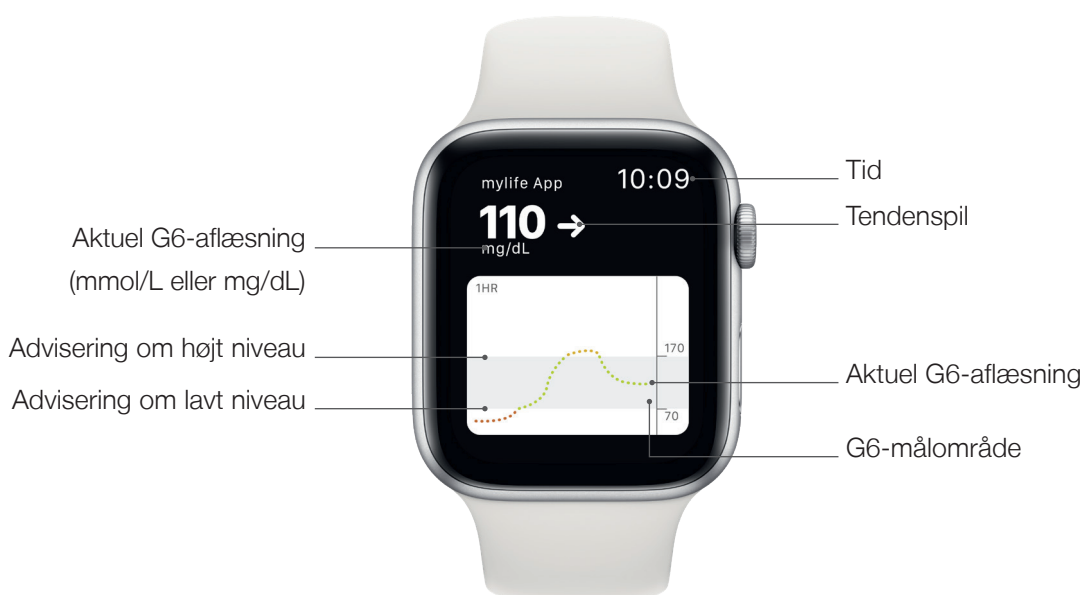 mylife App
10:09
110
mg/dL
1HR
170
70
Aktuel G6-aflæsning
(mmol/L eller mg/dL)
Advisering om højt niveau
Advisering om lavt niveau
Tid
Tendenspil
Aktuel G6-aflæsning
G6-målområde